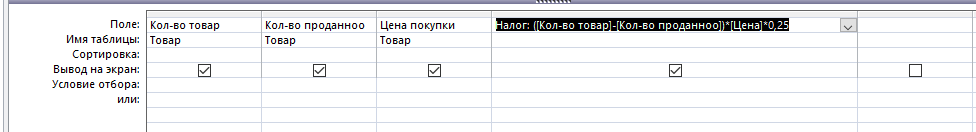 Поле: Кол-во товар Кол-во проданноо Цена покупки Налог: ([Кол-во товар]-[Кол-во проданноо])*[Цена]*0,25
Имя таблицы: Товар Товар Товар
Сортировка:
Вывод на экран:
Условие отбора:
или: